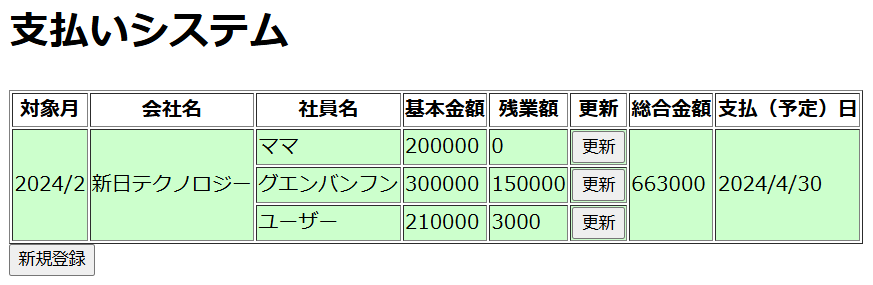 支払いシステム
対象月 会社名 社員名 基本金額 残業額 更新 総合金額 支払（予定）日
2024/2 新日テクノロジー ママ 200000 0 更新 663000 2024/4/30
グエンバンフン 300000 150000 更新
ユーザー 210000 3000 更新
新規登録